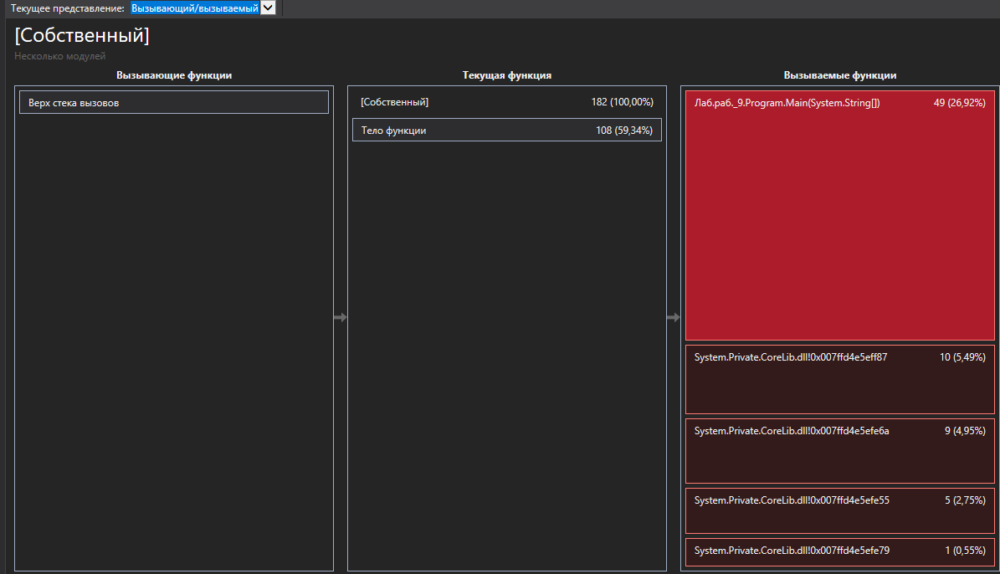 Текущее представление: Вызывающий/вызываемый
[Собственный]
Несколько модулей
Вызывающие функции
Верх стека вызовов
Текущая функция
[Собственный] 182 (100,00%)
Тело функции 108 (59,34%)
Вызываемые функции
Лаб.раб._9.Program.Main(System.String[]) 49 (26,92%)
System.Private.CoreLib.dll!0x007ffd4e5eff87 10 (5,49%)
System.Private.CoreLib.dll!0x007ffd4e5efe6a 9 (4,95%)
System.Private.CoreLib.dll!0x007ffd4e5efe55 5 (2,75%)
System.Private.CoreLib.dll!0x007ffd4e5efe79 1 (0,55%)